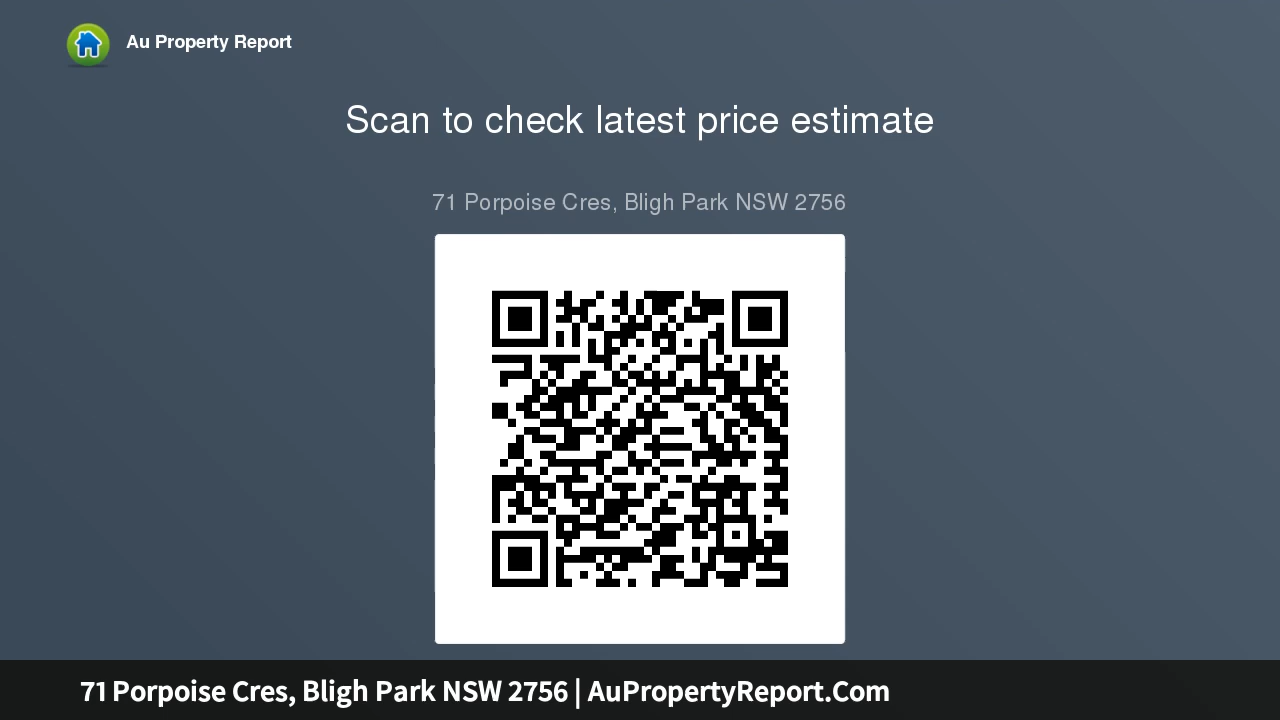 Au Property Report
Scan to check latest price estimate
71 Porpoise Cres, Bligh Park NSW 2756
71 Porpoise Cres, Bligh Park NSW 2756 | AuPropertyReport.Com